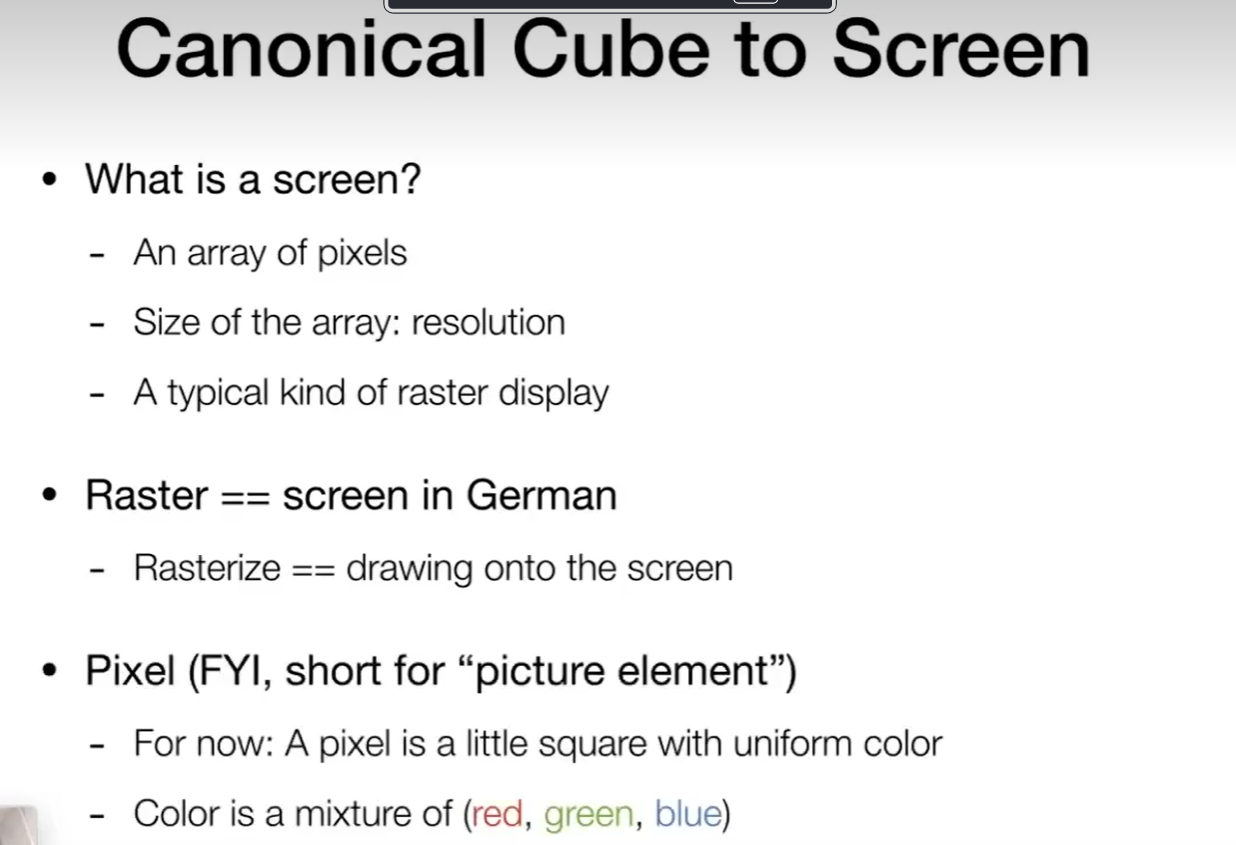 Canonical Cube to Screen
• What is a screen?
- An array of pixels
- Size of the array: resolution
- A typical kind of raster display
• Raster == screen in German
- Rasterize == drawing onto the screen
• Pixel (FYI, short for “picture element”)
- For now: A pixel is a little square with uniform color
- Color is a mixture of (red, green, blue)